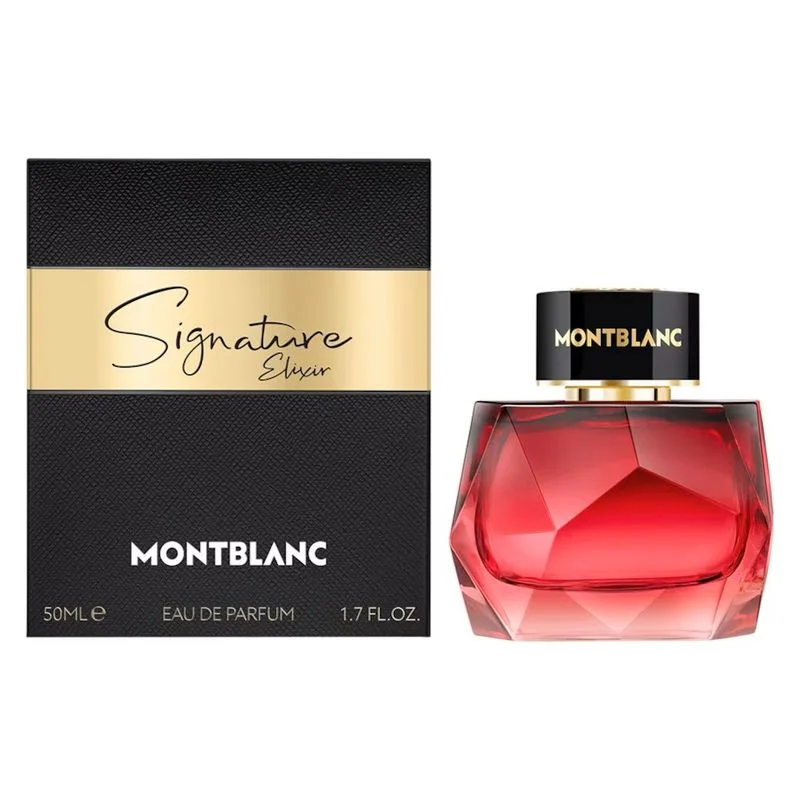 Signature
Elixir
MONTBLANC
50ML e EAU DE PARFUM 1.7 FL.OZ.
MONTBLANC